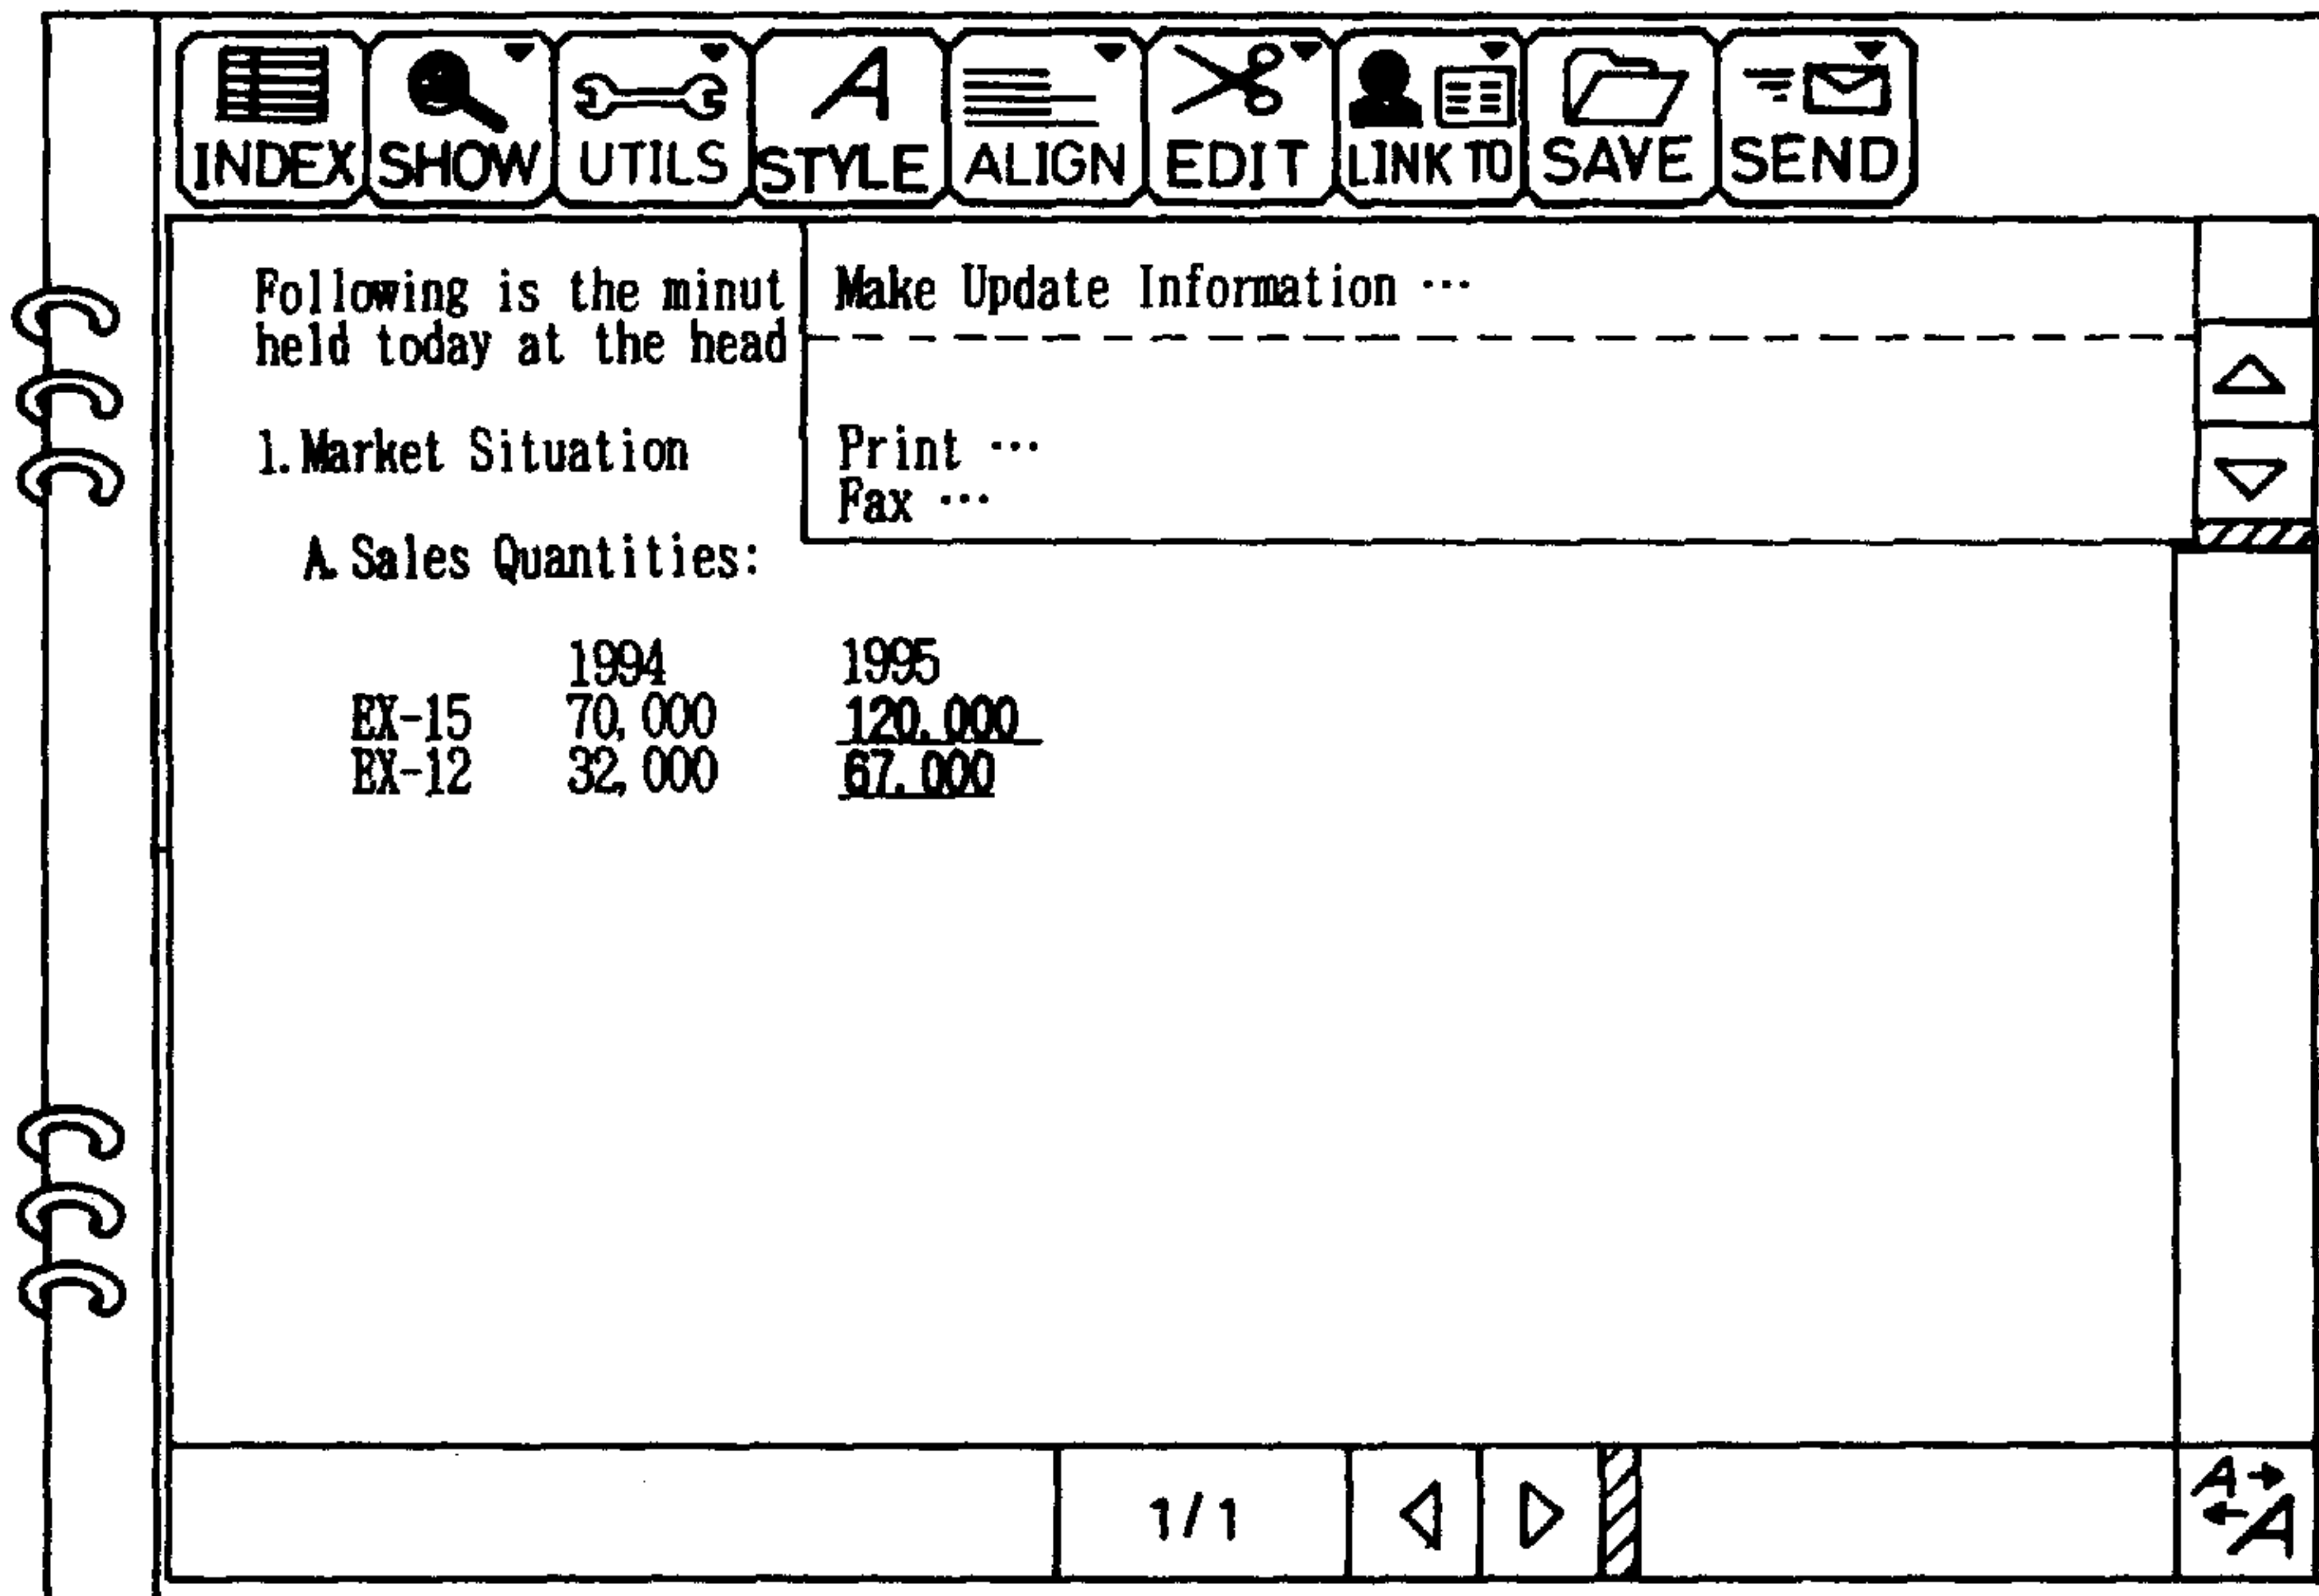 INDEX SHOW UTILS STYLE ALIGN EDIT LINK TO SAVE SEND
Following is the minut
held today at the head
Make Update Information ...
Print ...
Fax ...
1. Market Situation
A. Sales Quantities:
1994 1995
EX-15 70,000 120.000
EX-12 32,000 67.000
1/1
A A